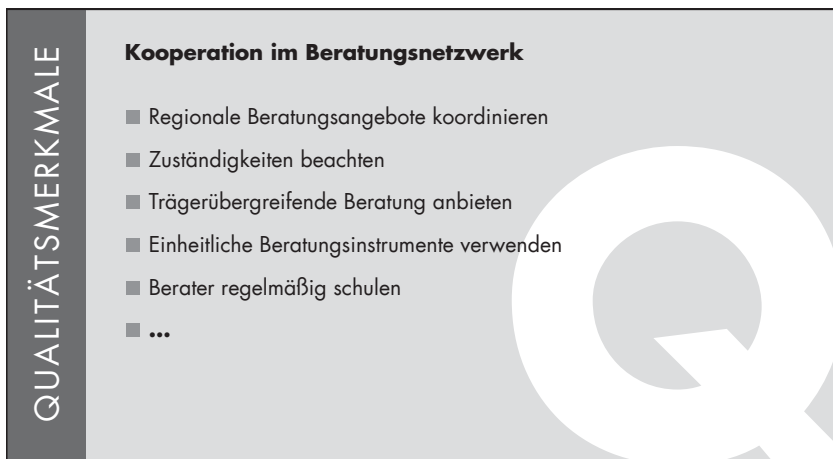 QUALITÄTSMERKMALE
Kooperation im Beratungsnetzwerk
Regionale Beratungsangebote koordinieren
Zuständigkeiten beachten
Trägerübergreifende Beratung anbieten
Einheitliche Beratungsinstrumente verwenden
Berater regelmäßig schulen
...
Q